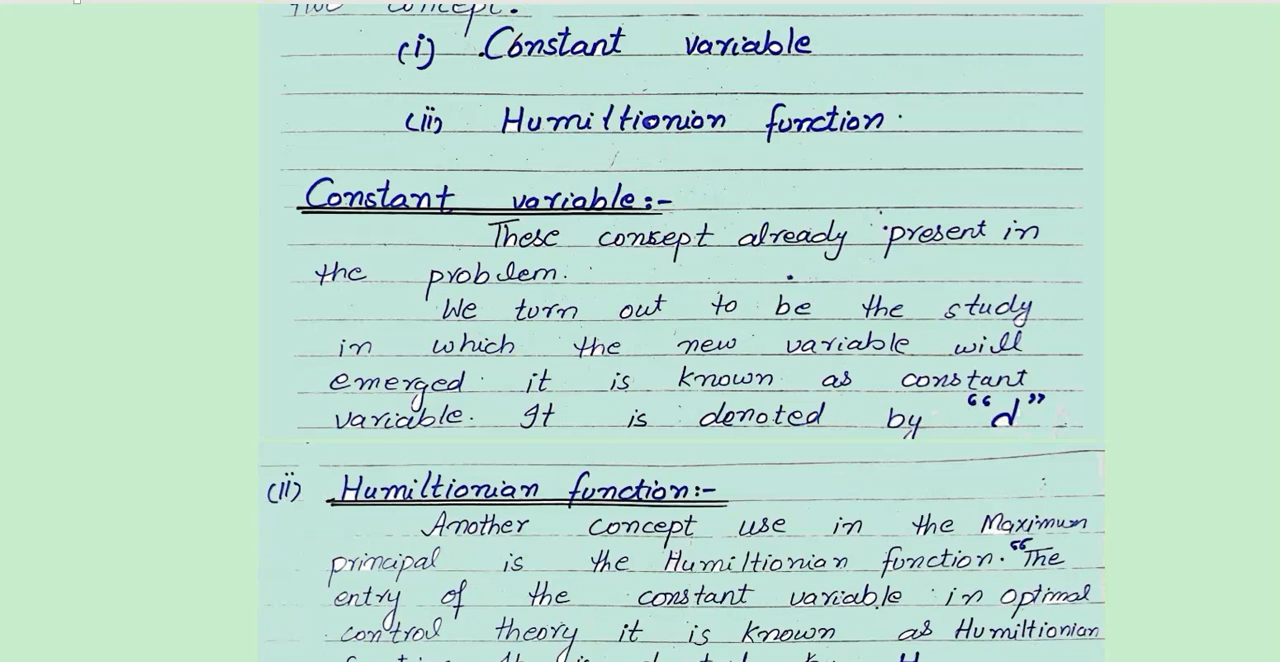 concept.
(i) Constant variable
(ii) Humiltionion function.
Constant variable:-
These consept already present in
the problem.
We turn out to be the study
in which the new variable will
emerged it is known as constant
variable. It is denoted by “d”
(ii) Humiltionian function:-
Another concept use in the Maximum
principal is the Humiltionian function. “The
entry of the constant variable in optimal
control theory it is known as Humiltionian